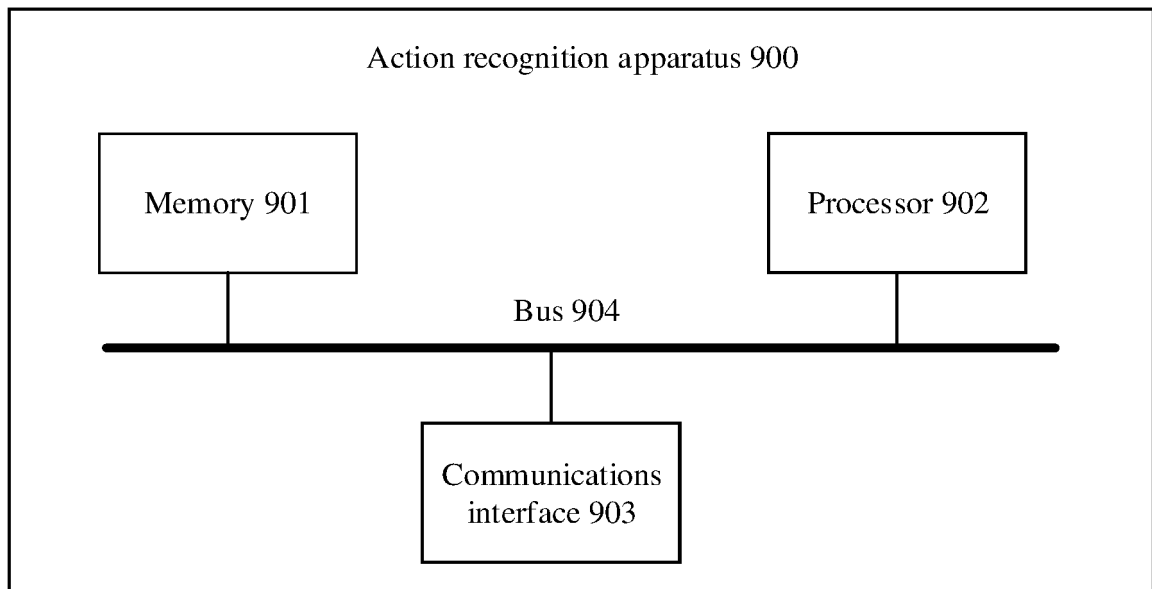 Action recognition apparatus 900
Memory 901
Processor 902
Bus 904
Communications
interface 903